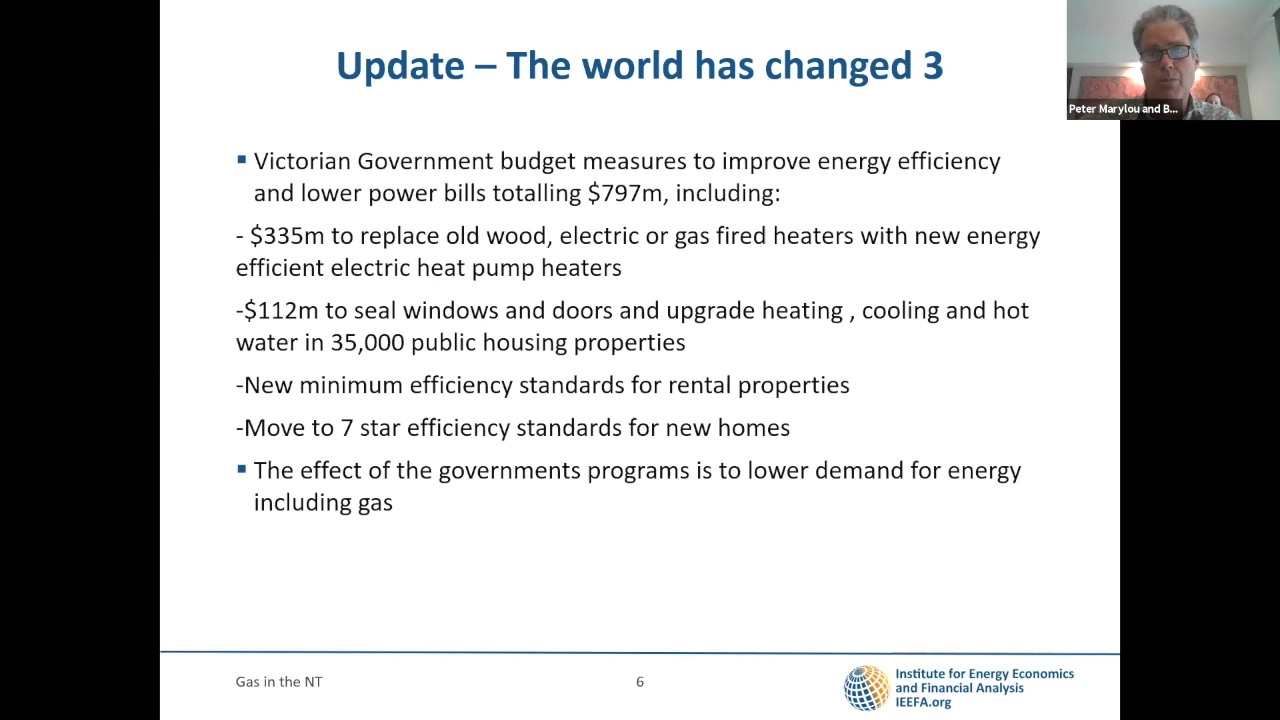 Update – The world has changed 3
Peter Marylou and B...
▪ Victorian Government budget measures to improve energy efficiency
and lower power bills totalling $797m, including:
- $335m to replace old wood, electric or gas fired heaters with new energy
efficient electric heat pump heaters
-$112m to seal windows and doors and upgrade heating , cooling and hot
water in 35,000 public housing properties
-New minimum efficiency standards for rental properties
-Move to 7 star efficiency standards for new homes
▪ The effect of the governments programs is to lower demand for energy
including gas
Gas in the NT
6
Institute for Energy Economics
and Financial Analysis
IEEFA.org